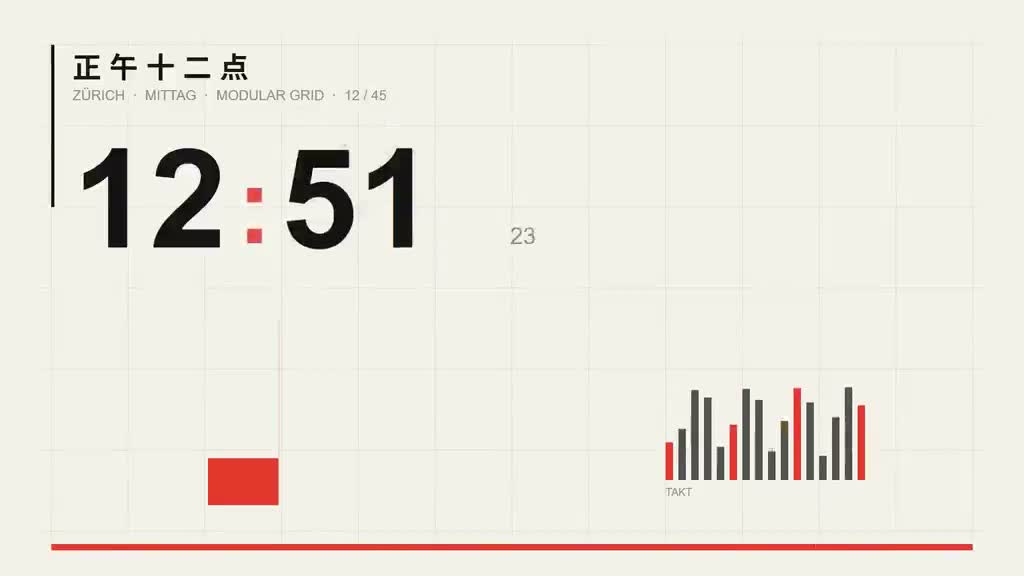 正午十二点
ZÜRICH · MITTAG · MODULAR GRID · 12 / 45
12:51
23
TAKT